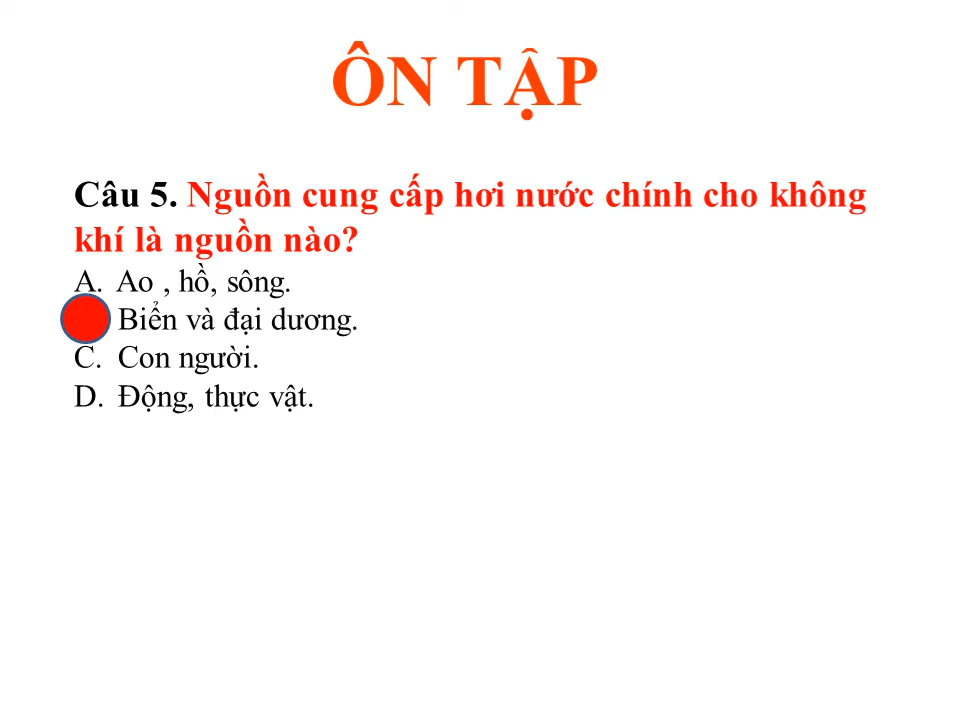 ÔN TẬP
Câu 5. Nguồn cung cấp hơi nước chính cho không
khí là nguồn nào?
A. Ao , hồ, sông.
Biển và đại dương.
C. Con người.
D. Động, thực vật.